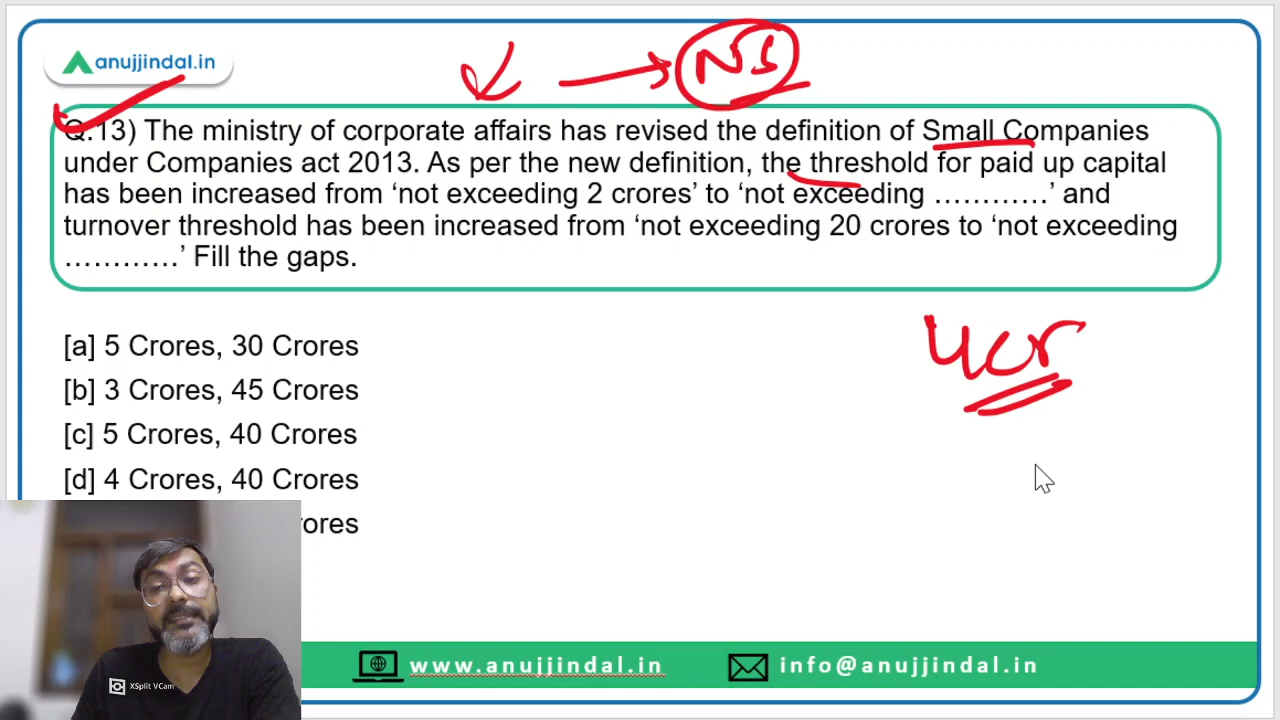 anujjindal.in
NS
Q.13) The ministry of corporate affairs has revised the definition of Small Companies
under Companies act 2013. As per the new definition, the threshold for paid up capital
has been increased from ‘not exceeding 2 crores’ to ‘not exceeding …………’ and
turnover threshold has been increased from ‘not exceeding 20 crores to ‘not exceeding
…………’ Fill the gaps.
4cr
[a] 5 Crores, 30 Crores
[b] 3 Crores, 45 Crores
[c] 5 Crores, 40 Crores
[d] 4 Crores, 40 Crores
rores
XSplit VCam
www.anujjindal.in
info@anujjindal.in